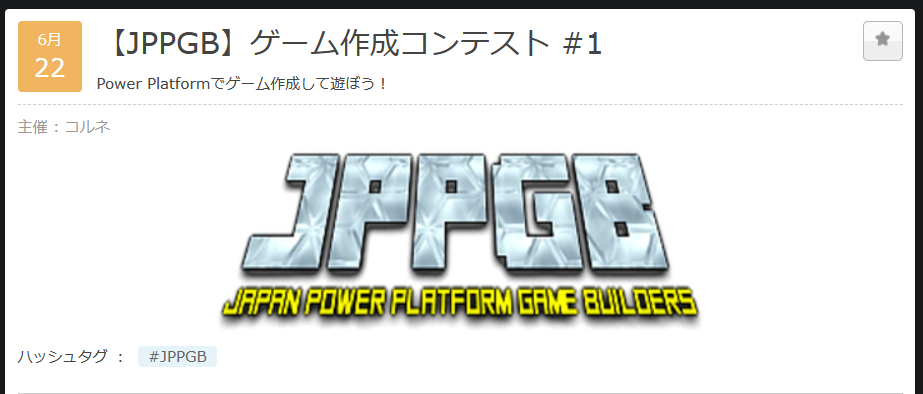 6月
22
【JPPGB】ゲーム作成コンテスト #1
Power Platformでゲーム作成して遊ぼう！
主催：コルネ
JPPGB
JAPAN POWER PLATFORM GAME BUILDERS
ハッシュタグ ： #JPPGB